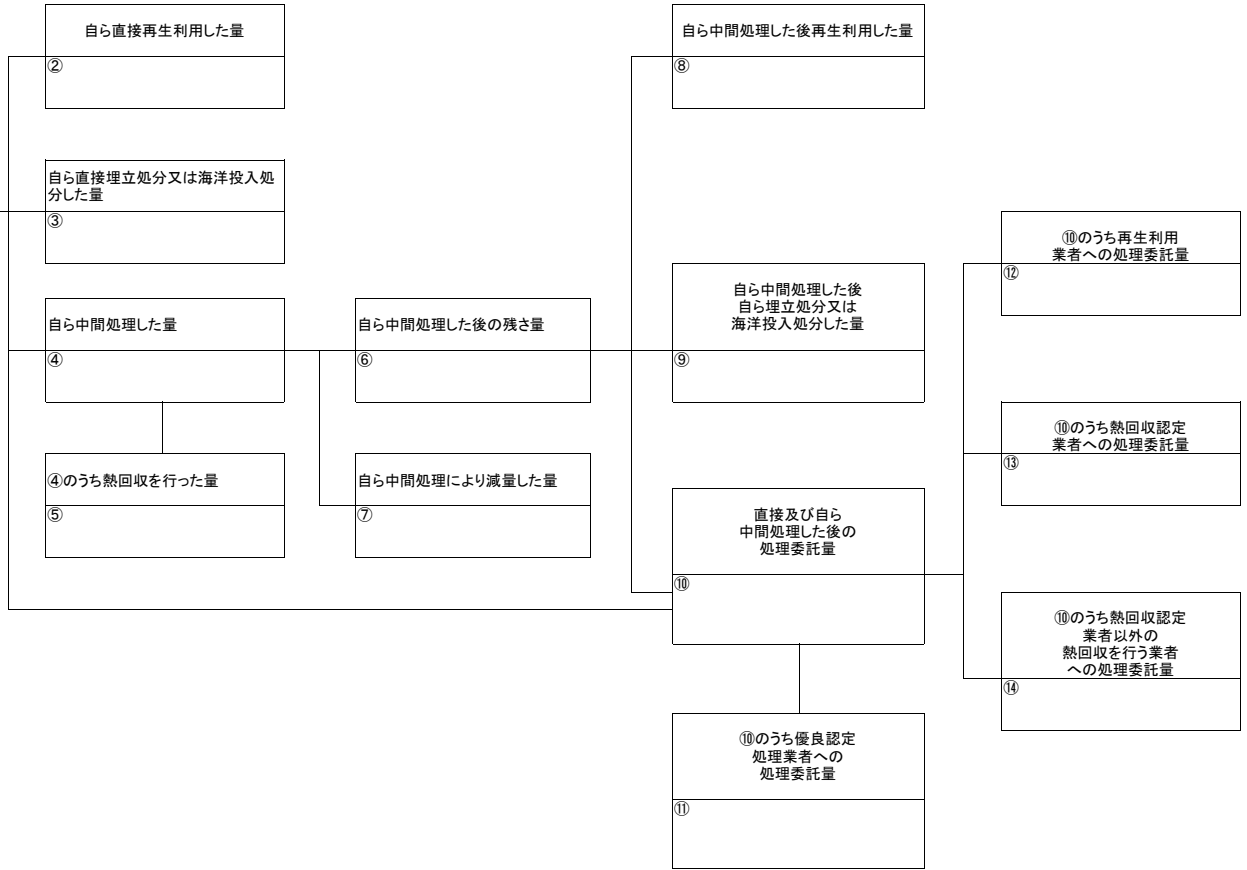 自ら直接再生利用した量
②
自ら直接埋立処分又は海洋投入処
分した量
③
自ら中間処理した量
④
④のうち熱回収を行った量
⑤
自ら中間処理した後の残さ量
⑥
自ら中間処理により減量した量
⑦
自ら中間処理した後再生利用した量
⑧
自ら中間処理した後
自ら埋立処分又は
海洋投入処分した量
⑨
直接及び自ら
中間処理した後の
処理委託量
⑩
⑩のうち優良認定
処理業者への
処理委託量
⑪
⑩のうち再生利用
業者への処理委託量
⑫
⑩のうち熱回収認定
業者への処理委託量
⑬
⑩のうち熱回収認定
業者以外の
熱回収を行う業者
への処理委託量
⑭